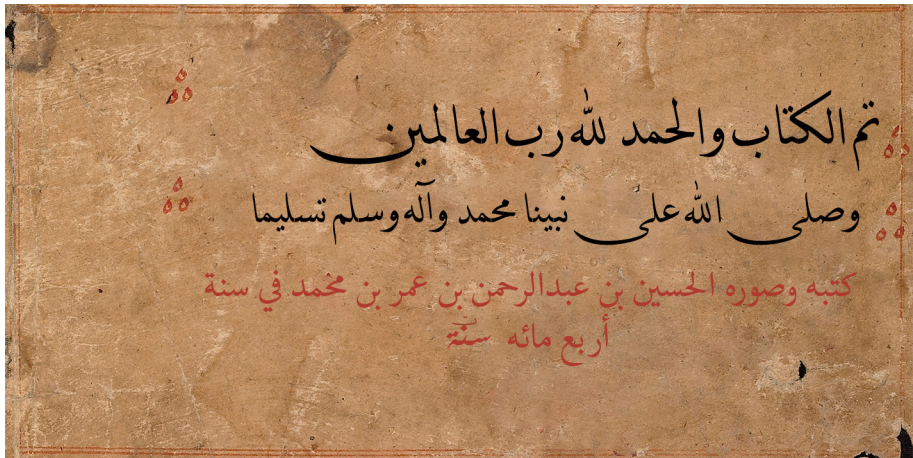 تم الكتاب والحمد لله رب العالمين
وصلى الله على نبينا محمد وآله وسلم تسليما
كتبه وصوره الحسين بن عبدالرحمن بن عمر بن محمد في سنة
أربع مائه سنة